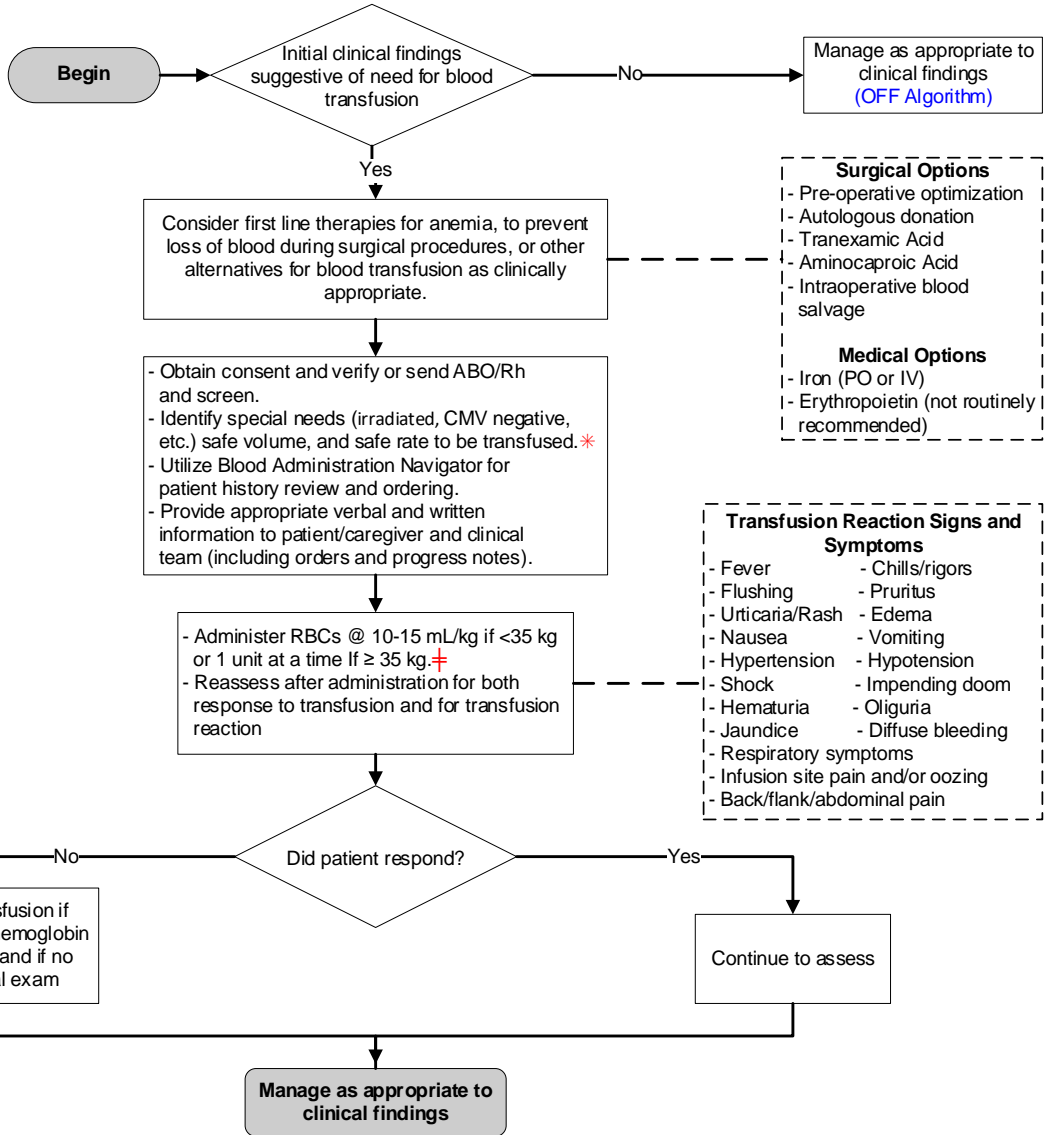 Begin
Initial clinical findings
suggestive of need for blood
transfusion
No
Manage as appropriate to
clinical findings
(OFF Algorithm)
Yes
Consider first line therapies for anemia, to prevent
loss of blood during surgical procedures, or other
alternatives for blood transfusion as clinically
appropriate.
Surgical Options
- Pre-operative optimization
- Autologous donation
- Tranexamic Acid
- Aminocaproic Acid
- Intraoperative blood
salvage
Medical Options
- Iron (PO or IV)
- Erythropoietin (not routinely
recommended)
- Obtain consent and verify or send ABO/Rh
and screen.
- Identify special needs (irradiated, CMV negative,
etc.) safe volume, and safe rate to be transfused.*
- Utilize Blood Administration Navigator for
patient history review and ordering.
- Provide appropriate verbal and written
information to patient/caregiver and clinical
team (including orders and progress notes).
- Administer RBCs @ 10-15 mL/kg if <35 kg
or 1 unit at a time If ≥ 35 kg.ǂ
- Reassess after administration for both
response to transfusion and for transfusion
reaction
Transfusion Reaction Signs and
Symptoms
- Fever - Chills/rigors
- Flushing - Pruritus
- Urticaria/Rash - Edema
- Nausea - Vomiting
- Hypertension - Hypotension
- Shock - Impending doom
- Hematuria - Oliguria
- Jaundice - Diffuse bleeding
- Respiratory symptoms
- Infusion site pain and/or oozing
- Back/flank/abdominal pain
Did patient respond?
No
Yes
sfusion if
emoglobin
and if no
l exam
Continue to assess
Manage as appropriate to
clinical findings